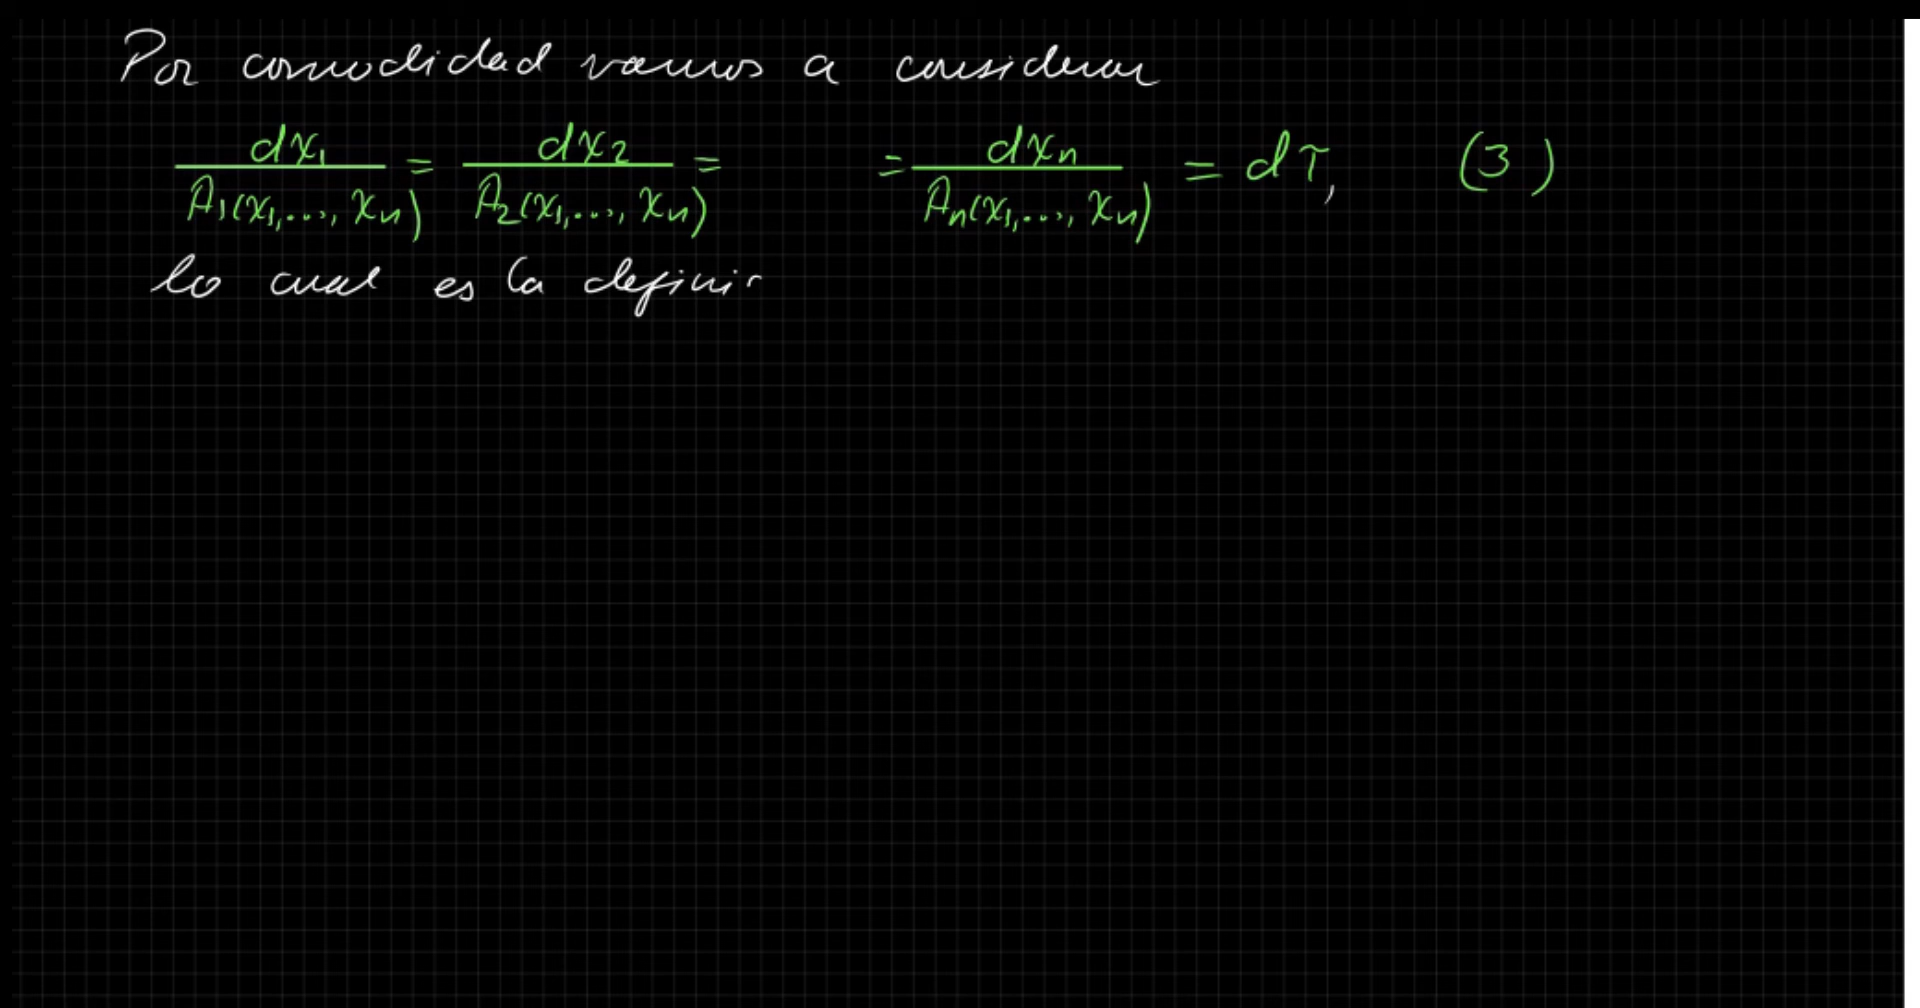 Por comodidad vamos a considerar
dx₁/A₁(x₁,..., xₙ) = dx₂/A₂(x₁,..., xₙ) = = dxₙ/Aₙ(x₁,..., xₙ) = dτ, (3)
lo cual es la definir